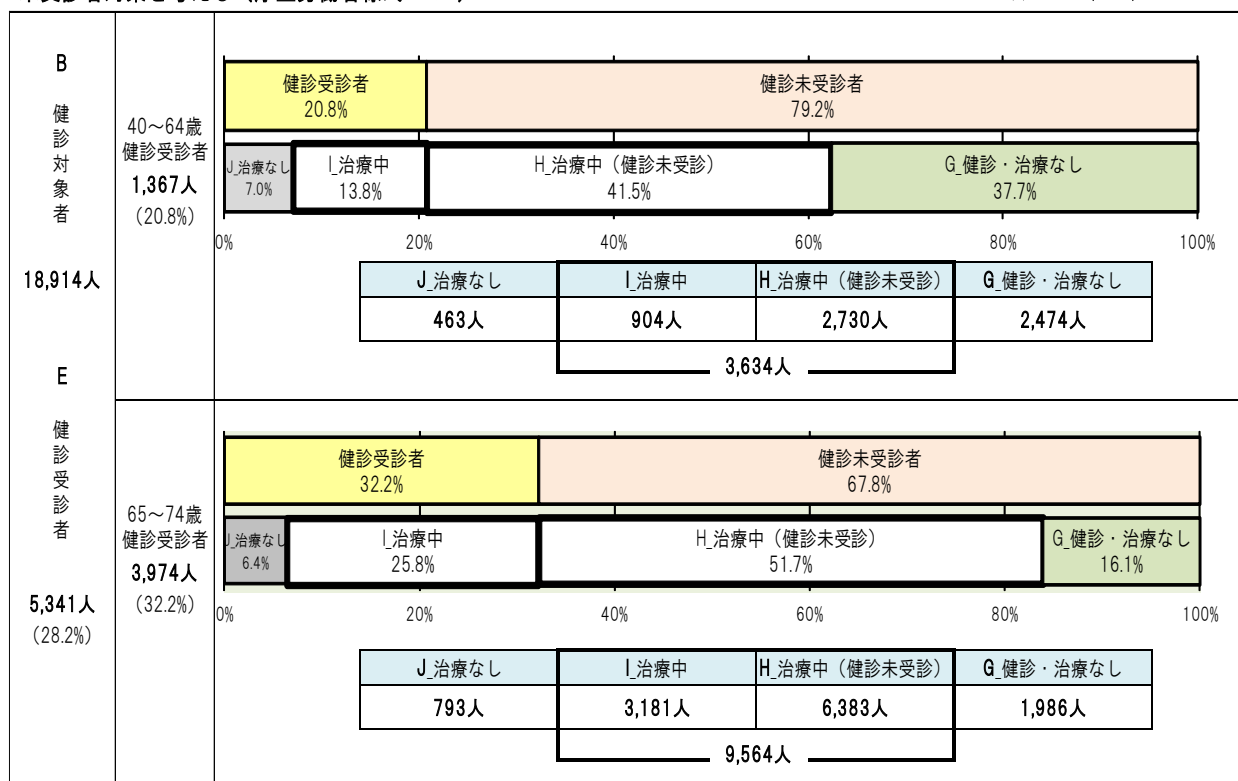 B
健診対象者
18,914人
E
健診受診者
5,341人
(28.2%)
40～64歳
健診受診者
1,367人
(20.8%)
健診受診者
20.8%
健診未受診者
79.2%
J_治療なし
7.0%
I_治療中
13.8%
H_治療中（健診未受診）
41.5%
G_健診・治療なし
37.7%
0% 20% 40% 60% 80% 100%
J_治療なし I_治療中 H_治療中（健診未受診） G_健診・治療なし
463人 904人 2,730人 2,474人
3,634人
65～74歳
健診受診者
3,974人
(32.2%)
健診受診者
32.2%
健診未受診者
67.8%
J_治療なし
6.4%
I_治療中
25.8%
H_治療中（健診未受診）
51.7%
G_健診・治療なし
16.1%
0% 20% 40% 60% 80% 100%
J_治療なし I_治療中 H_治療中（健診未受診） G_健診・治療なし
793人 3,181人 6,383人 1,986人
9,564人